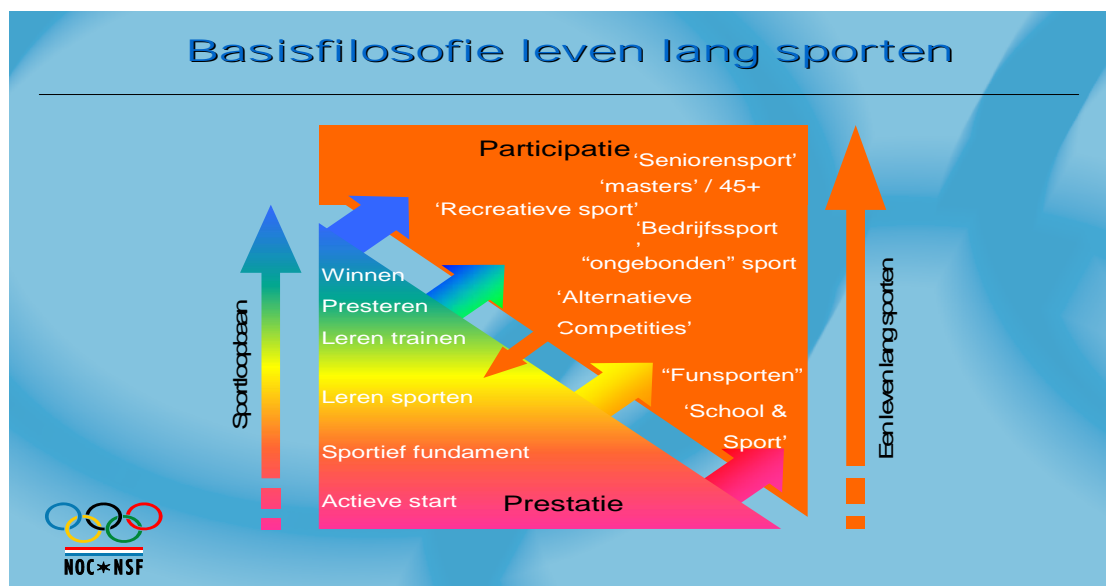 Basisfilosofie leven lang sporten
Participatie
‘Seniorensport’
‘masters’ / 45+
‘Recreatieve sport’
‘Bedrijfssport
’
“ongebonden” sport
‘Alternatieve
Competities’
“Funsporten”
‘School &
Sport’
Winnen
Presteren
Leren trainen
Leren sporten
Sportief fundament
Actieve start
Prestatie
Sportloopbaan
Een leven lang sporten
NOC*NSF